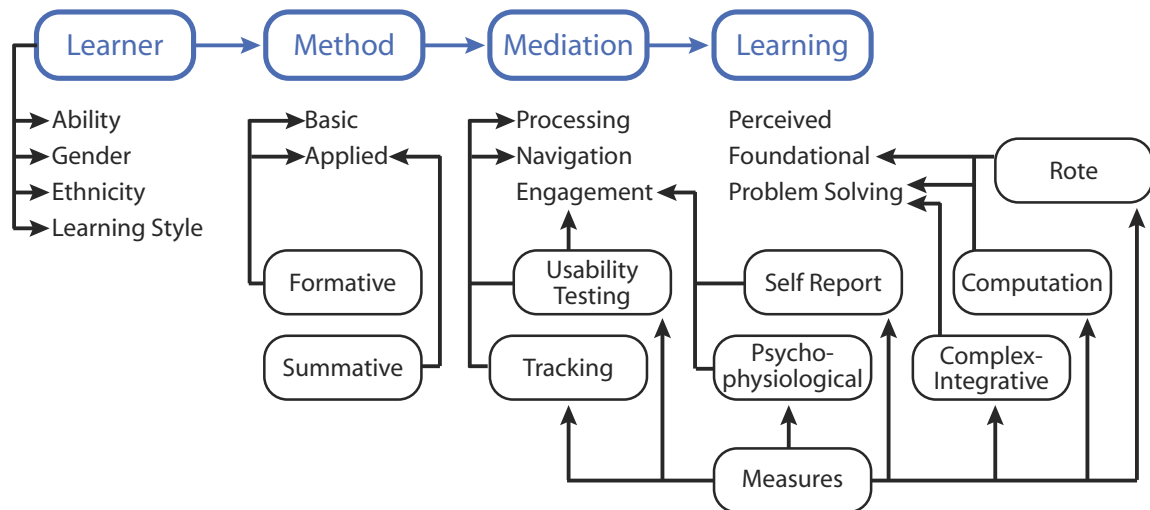 Learner
Method
Mediation
Learning
Ability
Gender
Ethnicity
Learning Style
Basic
Applied
Processing
Navigation
Engagement
Perceived
Foundational
Problem Solving
Rote
Formative
Usability
Testing
Self Report
Computation
Summative
Tracking
Psycho-
physiological
Complex-
Integrative
Measures